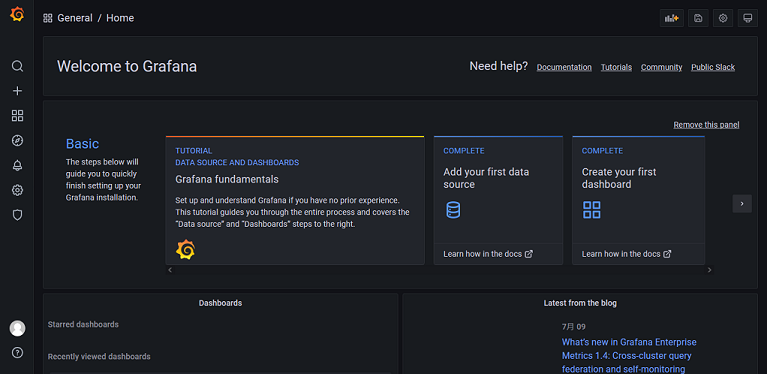 General / Home
Welcome to Grafana
Need help? Documentation Tutorials Community Public Slack
Remove this panel
Basic
The steps below will
guide you to quickly
finish setting up your
Grafana installation.
TUTORIAL
DATA SOURCE AND DASHBOARDS
Grafana fundamentals
Set up and understand Grafana if you have no prior experience.
This tutorial guides you through the entire process and covers the
"Data source" and "Dashboards" steps to the right.
COMPLETE
Add your first data
source
Learn how in the docs
COMPLETE
Create your first
dashboard
Learn how in the docs
Dashboards
Starred dashboards
Recently viewed dashboards
Latest from the blog
7月 09
What's new in Grafana Enterprise
Metrics 1.4: Cross-cluster query
federation and self-monitoring